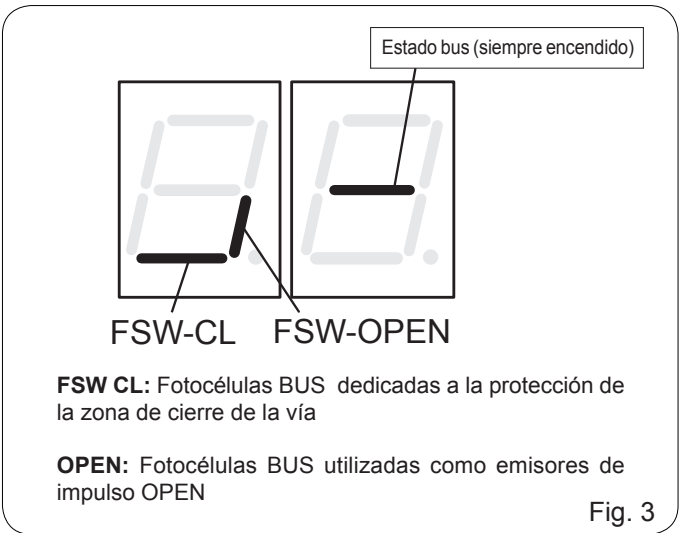 Estado bus (siempre encendido)
FSW-CL FSW-OPEN
FSW CL: Fotocélulas BUS dedicadas a la protección de
la zona de cierre de la vía
OPEN: Fotocélulas BUS utilizadas como emisores de
impulso OPEN
Fig. 3